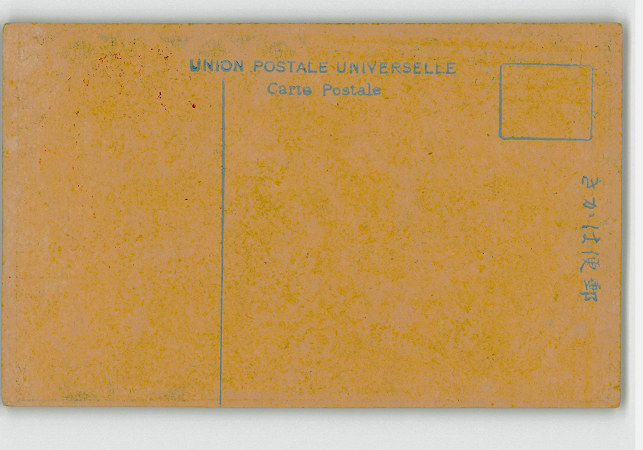 UNION POSTALE UNIVERSELLE
Carte Postale
きかは便郵